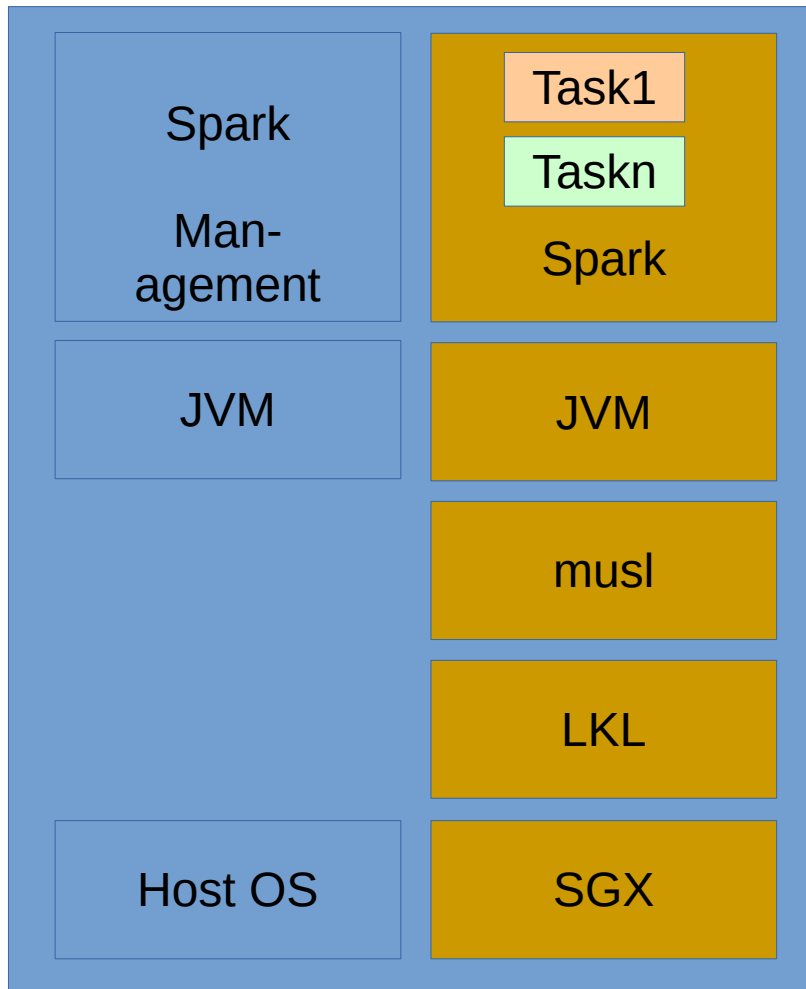 Spark
Man-
agement
JVM
Host OS
Task1
Taskn
Spark
JVM
musl
LKL
SGX